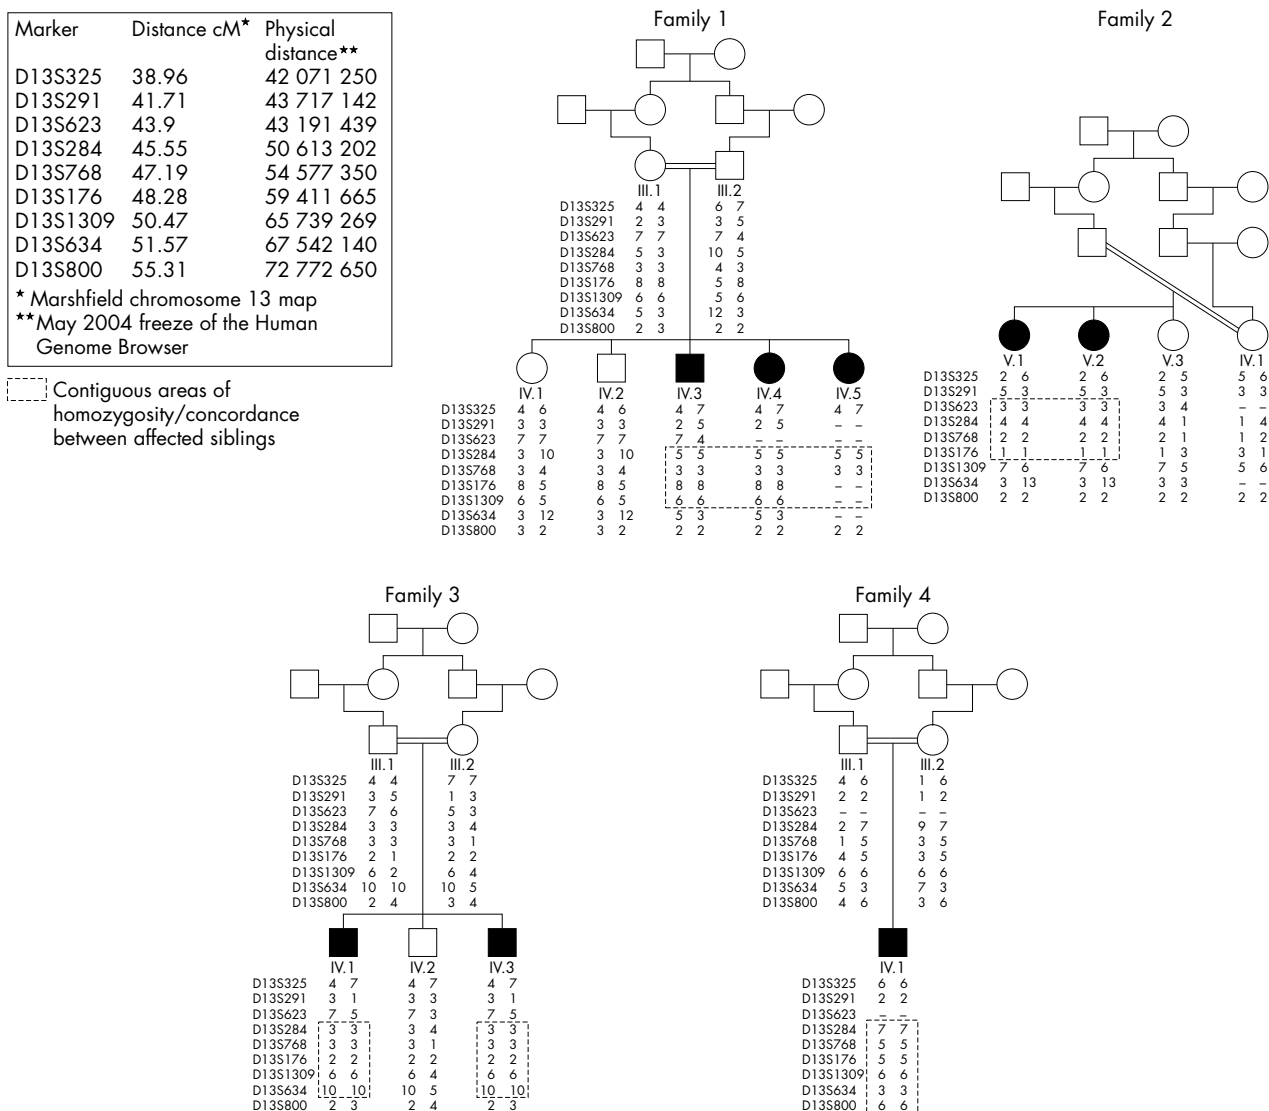 Marker Distance cM★ Physical distance★★
D13S325 38.96 42 071 250
D13S291 41.71 43 717 142
D13S623 43.9 43 191 439
D13S284 45.55 50 613 202
D13S768 47.19 54 577 350
D13S176 48.28 59 411 665
D13S1309 50.47 65 739 269
D13S634 51.57 67 542 140
D13S800 55.31 72 772 650
★ Marshfield chromosome 13 map
★★May 2004 freeze of the Human
Genome Browser
Contiguous areas of
homozygosity/concordance
between affected siblings
Family 1
III.1 III.2
D13S325 4 4 6 7
D13S291 2 3 3 5
D13S623 7 7 7 4
D13S284 5 3 10 5
D13S768 3 3 4 3
D13S176 8 8 5 8
D13S1309 6 6 5 6
D13S634 5 3 12 3
D13S800 2 3 2 2
IV.1 IV.2 IV.3 IV.4 IV.5
D13S325 4 6 4 6 4 7 4 7 4 7
D13S291 3 3 3 3 2 5 2 5 – –
D13S623 7 7 7 7 7 4 – – – –
D13S284 3 10 3 10 5 5 5 5 5 5
D13S768 3 4 3 4 3 3 3 3 3 3
D13S176 8 5 8 5 8 8 8 8 – –
D13S1309 6 5 6 5 6 6 6 6 – –
D13S634 3 12 3 12 5 3 5 3 – –
D13S800 3 2 3 2 2 2 2 2 2 2
Family 2
V.1 V.2 V.3 IV.1
D13S325 2 6 2 6 2 5 5 6
D13S291 5 3 5 3 5 3 3 3
D13S623 3 3 3 3 3 4 – –
D13S284 4 4 4 4 4 1 1 4
D13S768 2 2 2 2 2 1 1 2
D13S176 1 1 1 1 1 3 3 1
D13S1309 7 6 7 6 7 5 5 6
D13S634 3 13 3 13 3 3 – –
D13S800 2 2 2 2 2 2 2 2
Family 3
III.1 III.2
D13S325 4 4 7 7
D13S291 3 5 1 3
D13S623 7 6 5 3
D13S284 3 3 3 4
D13S768 3 3 3 1
D13S176 2 1 2 2
D13S1309 6 2 6 4
D13S634 10 10 10 5
D13S800 2 4 3 4
IV.1 IV.2 IV.3
D13S325 4 7 4 7 4 7
D13S291 3 1 3 3 3 1
D13S623 7 5 7 3 7 5
D13S284 3 3 3 4 3 3
D13S768 3 3 3 1 3 3
D13S176 2 2 2 2 2 2
D13S1309 6 6 6 4 6 6
D13S634 10 10 10 5 10 10
D13S800 2 3 2 4 2 3
Family 4
III.1 III.2
D13S325 4 6 1 6
D13S291 2 2 1 2
D13S623 – – – –
D13S284 2 7 9 7
D13S768 1 5 3 5
D13S176 4 5 3 5
D13S1309 6 6 6 6
D13S634 5 3 7 3
D13S800 4 6 3 6
IV.1
D13S325 6 6
D13S291 2 2
D13S623 – –
D13S284 7 7
D13S768 5 5
D13S176 5 5
D13S1309 6 6
D13S634 3 3
D13S800 6 6